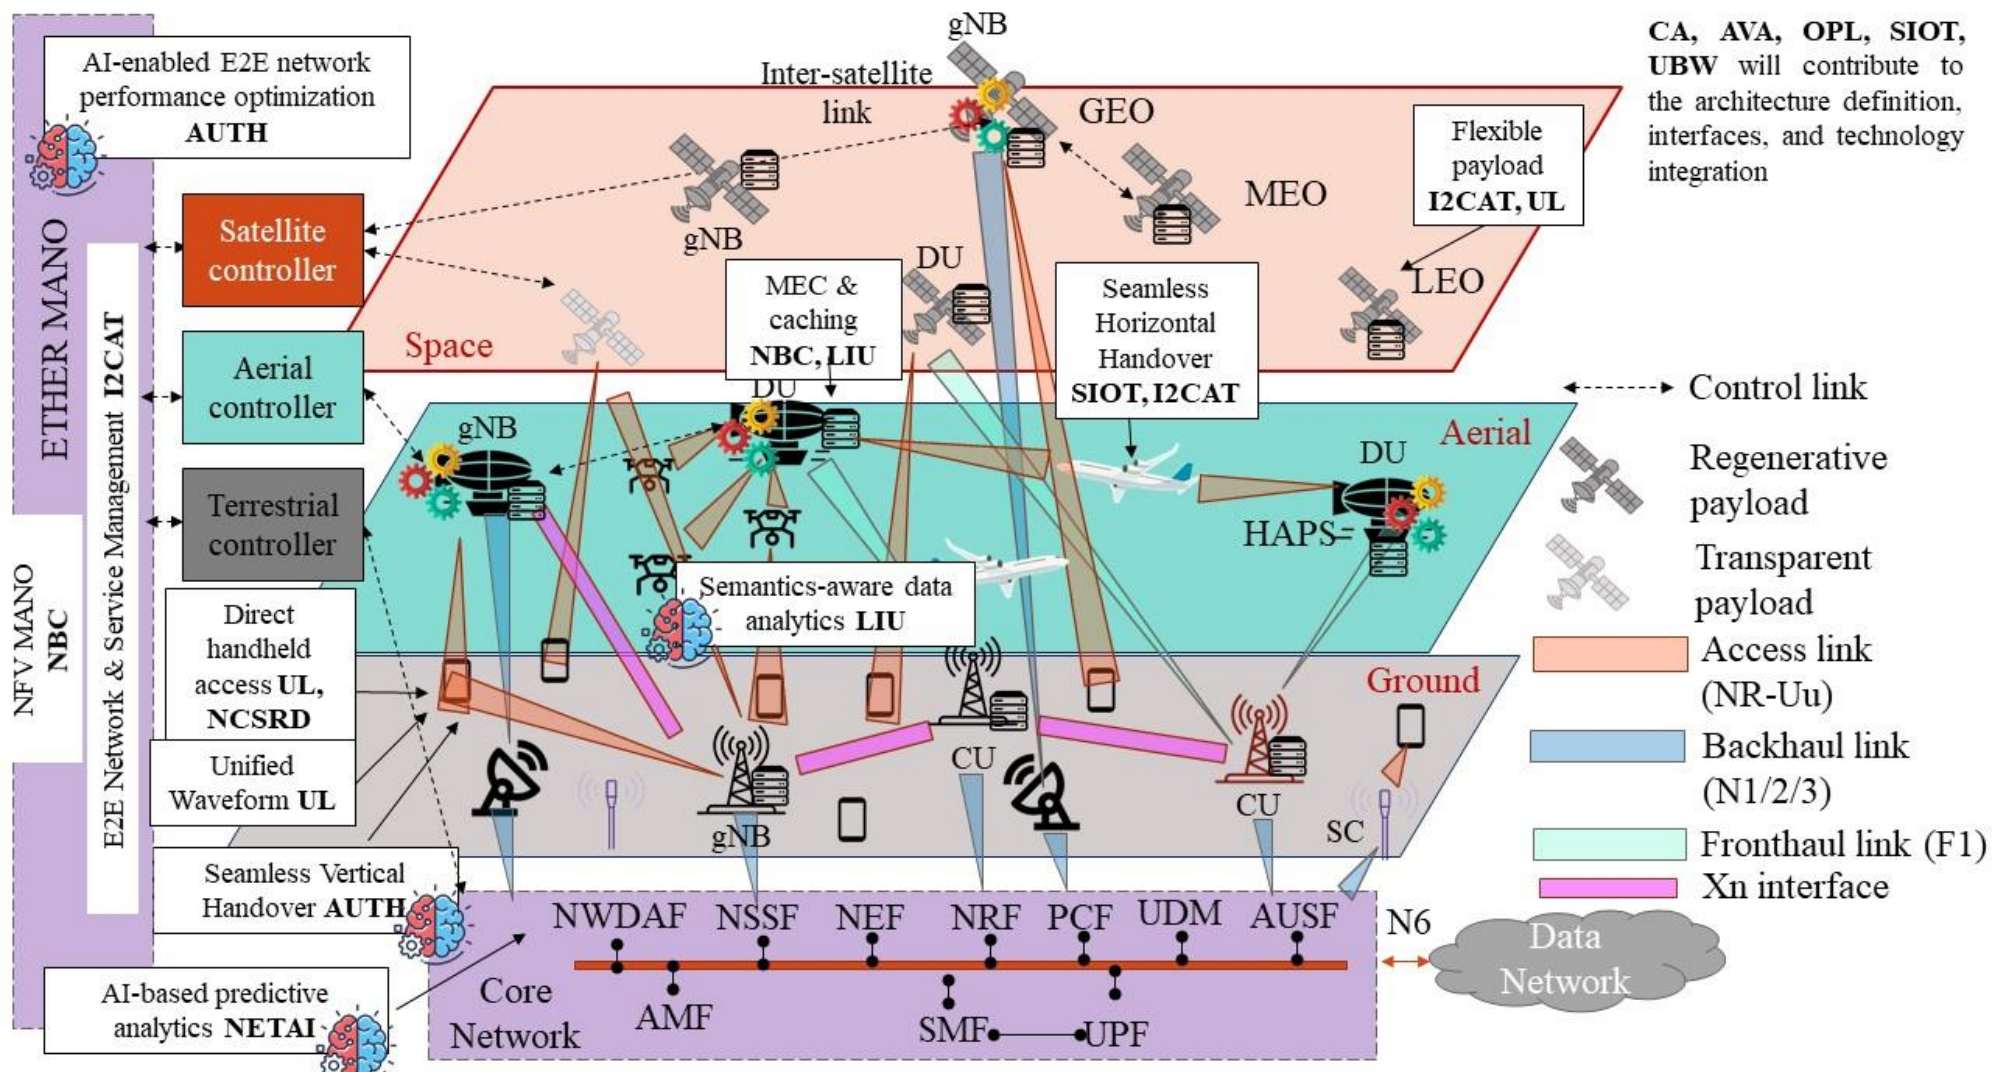 gNB
CA, AVA, OPL, SIOT,
UBW will contribute to
the architecture definition,
interfaces, and technology
integration
AI-enabled E2E network
performance optimization
AUTH
Inter-satellite
link
GEO
Flexible
payload
I2CAT, UL
MEO
gNB
DU
LEO
Satellite
controller
MEC &
caching
NBC, LIU
Seamless
Horizontal
Handover
SIOT, I2CAT
Space
ETHER MANO
E2E Network & Service Management I2CAT
NFV MANO
NBC
Aerial
controller
DU
gNB
Aerial
DU
HAPS
Control link
Regenerative
payload
Transparent
payload
Access link
(NR-Uu)
Backhaul link
(N1/2/3)
Fronthaul link (F1)
Xn interface
Terrestrial
controller
Semantics-aware data
analytics LIU
Direct
handheld
access UL,
NCSRD
Ground
Unified
Waveform UL
CU
gNB
CU
SC
Seamless Vertical
Handover AUTH
NWDAF
NSSF
NEF
NRF
PCF
UDM
AUSF
N6
Data
Network
AI-based predictive
analytics NETAI
Core
Network
AMF
SMF
UPF